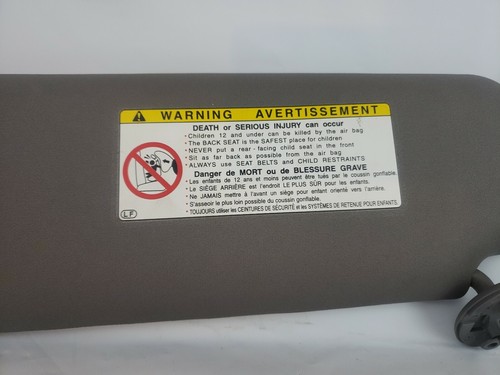 WARNING AVERTISSEMENT
DEATH or SERIOUS INJURY can occur
• Children 12 and under can be killed by the air bag
• The BACK SEAT is the SAFEST place for children
• NEVER put a rear-facing child seat in the front
• Sit as far back as possible from the air bag
• ALWAYS use SEAT BELTS and CHILD RESTRAINTS
Danger de MORT ou de BLESSURE GRAVE
• Les enfants de 12 ans et moins peuvent être tués par le coussin gonflable.
• Le SIÈGE ARRIÈRE est l'endroit LE PLUS SÛR pour les enfants.
• Ne JAMAIS mettre à l'avant un siège pour enfant orienté vers l'arrière.
• S'asseoir le plus loin possible du coussin gonflable.
• TOUJOURS utiliser les CEINTURES DE SÉCURITÉ et les SYSTÈMES DE RETENUE POUR ENFANTS.
LF